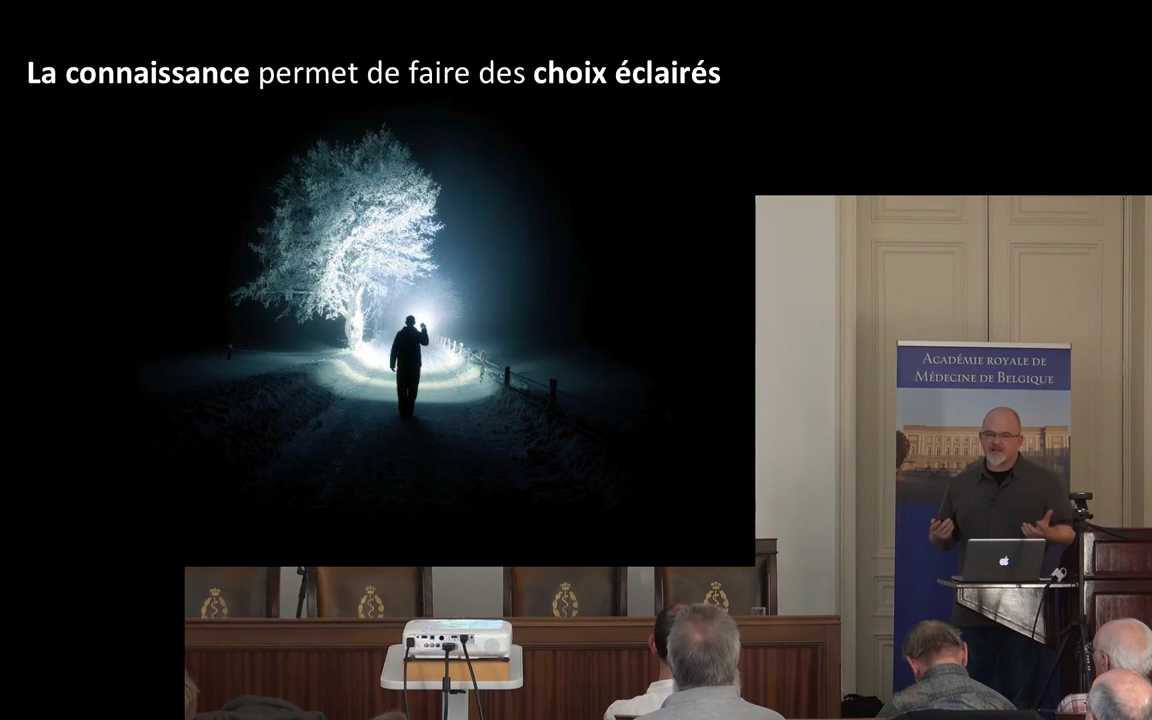 La connaissance permet de faire des choix éclairés
ACADÉMIE ROYALE DE
MÉDECINE DE BELGIQUE